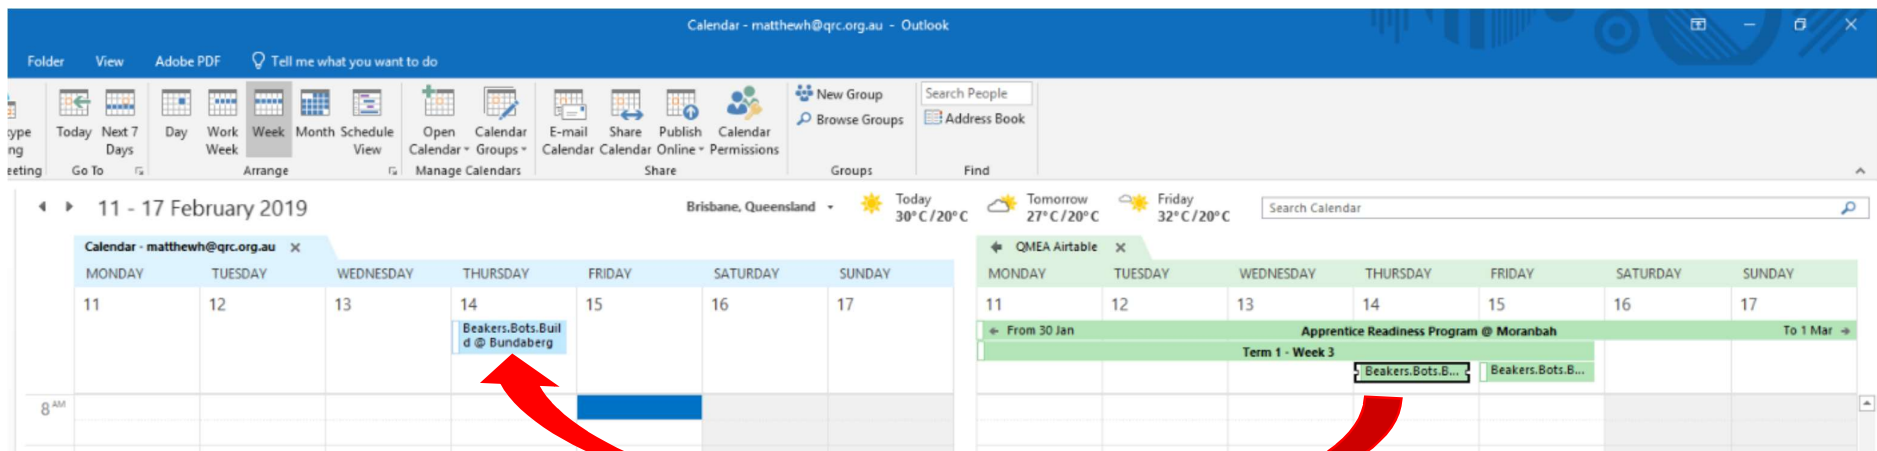 Calendar - matthewh@qrc.org.au - Outlook
Folder View Adobe PDF Tell me what you want to do
New Group Search People
Browse Groups Address Book
Today Next 7 Days Day Work Week Week Month Schedule View Open Calendar Calendar Groups E-mail Calendar Share Calendar Publish Online Calendar Permissions
eeting Go To Arrange Manage Calendars Share Groups Find
11 - 17 February 2019 Brisbane, Queensland Today 30°C/20°C Tomorrow 27°C/20°C Friday 32°C/20°C Search Calendar
Calendar - matthewh@qrc.org.au
MONDAY TUESDAY WEDNESDAY THURSDAY FRIDAY SATURDAY SUNDAY
11 12 13 14 15 16 17
Beakers.Bots.Buil
d @ Bundaberg
8 AM
QMEA Airtable
MONDAY TUESDAY WEDNESDAY THURSDAY FRIDAY SATURDAY SUNDAY
11 12 13 14 15 16 17
From 30 Jan Apprentice Readiness Program @ Moranbah To 1 Mar
Term 1 - Week 3
Beakers.Bots.B... Beakers.Bots.B...